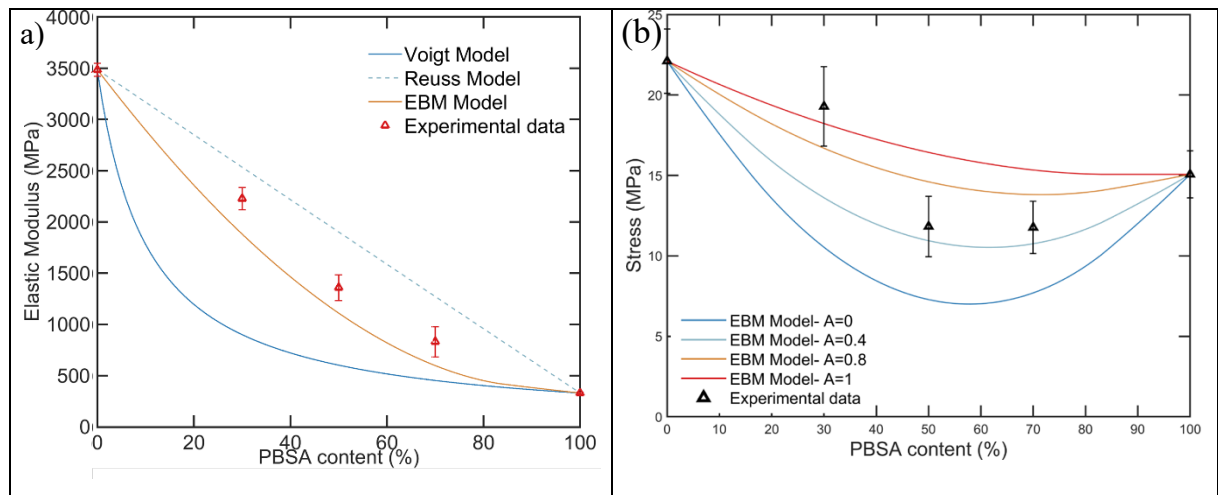 a)
4000
3500
3000
2500
2000
1500
1000
500
0
Elastic Modulus (MPa)
Voigt Model
Reuss Model
EBM Model
Experimental data
0 20 40 60 80 100
PBSA content (%)
(b)
25
20
15
10
5
0
Stress (MPa)
EBM Model- A=0
EBM Model- A=0.4
EBM Model- A=0.8
EBM Model- A=1
Experimental data
0 10 20 30 40 50 60 70 80 90 100
PBSA content (%)